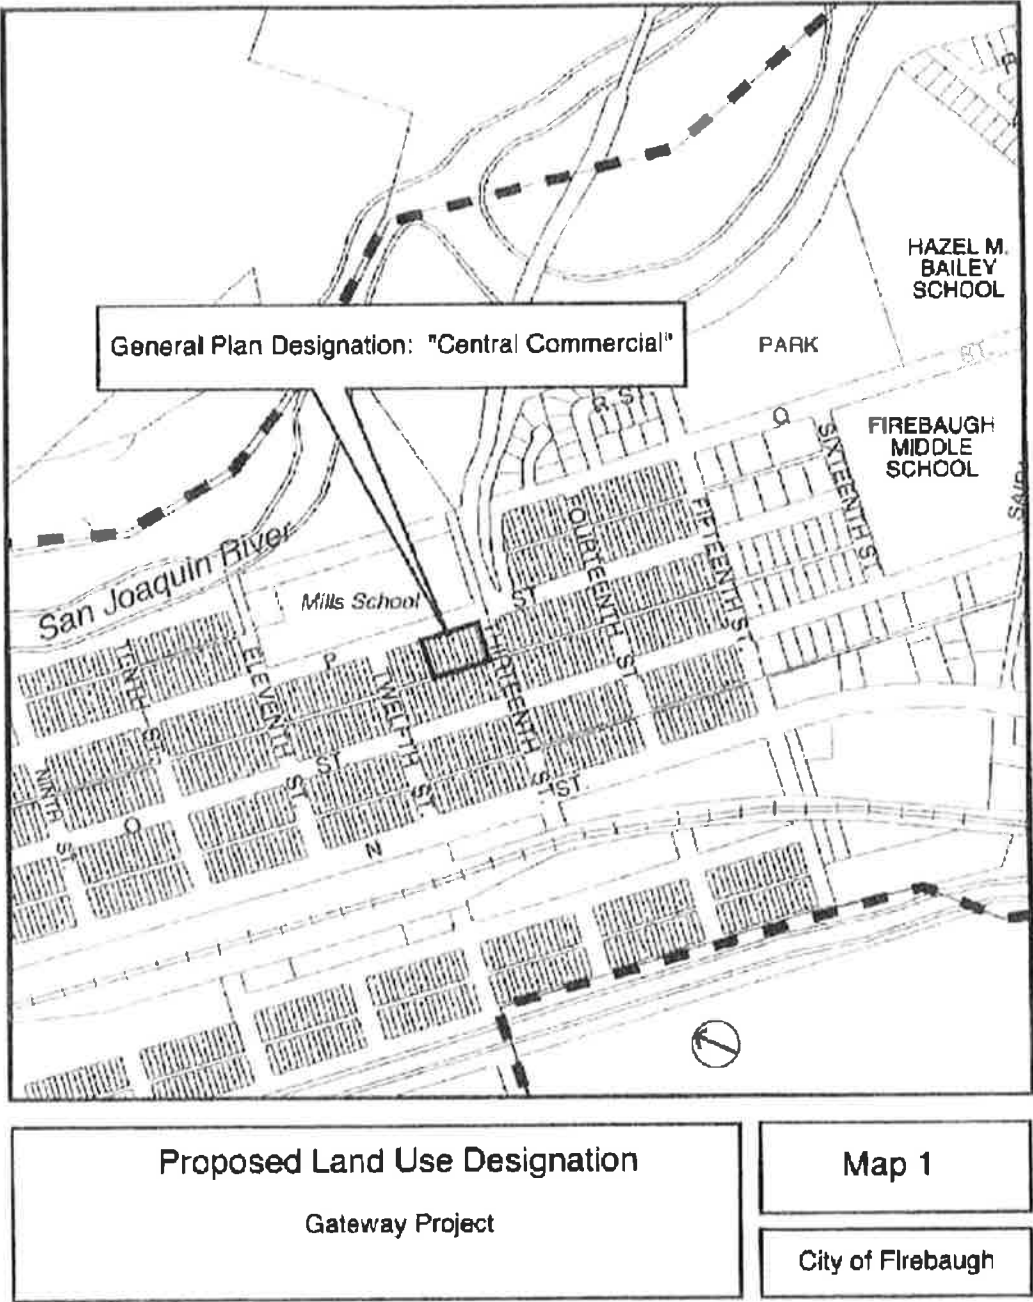 R
HAZEL M.
BAILEY
SCHOOL
General Plan Designation: "Central Commercial"
PARK
ST.
R ST
Q
FIREBAUGH
MIDDLE
SCHOOL
SIXTEENTH ST.
FIFTEENTH ST.
FOURTEENTH ST.
San Joaquin River
Mills School
ST
P
THIRTEENTH ST
TENTH ST.
ELEVENTH ST
TWELFTH ST.
NINTH ST
ST
ST
O
N
Proposed Land Use Designation
Gateway Project
Map 1
City of Firebaugh